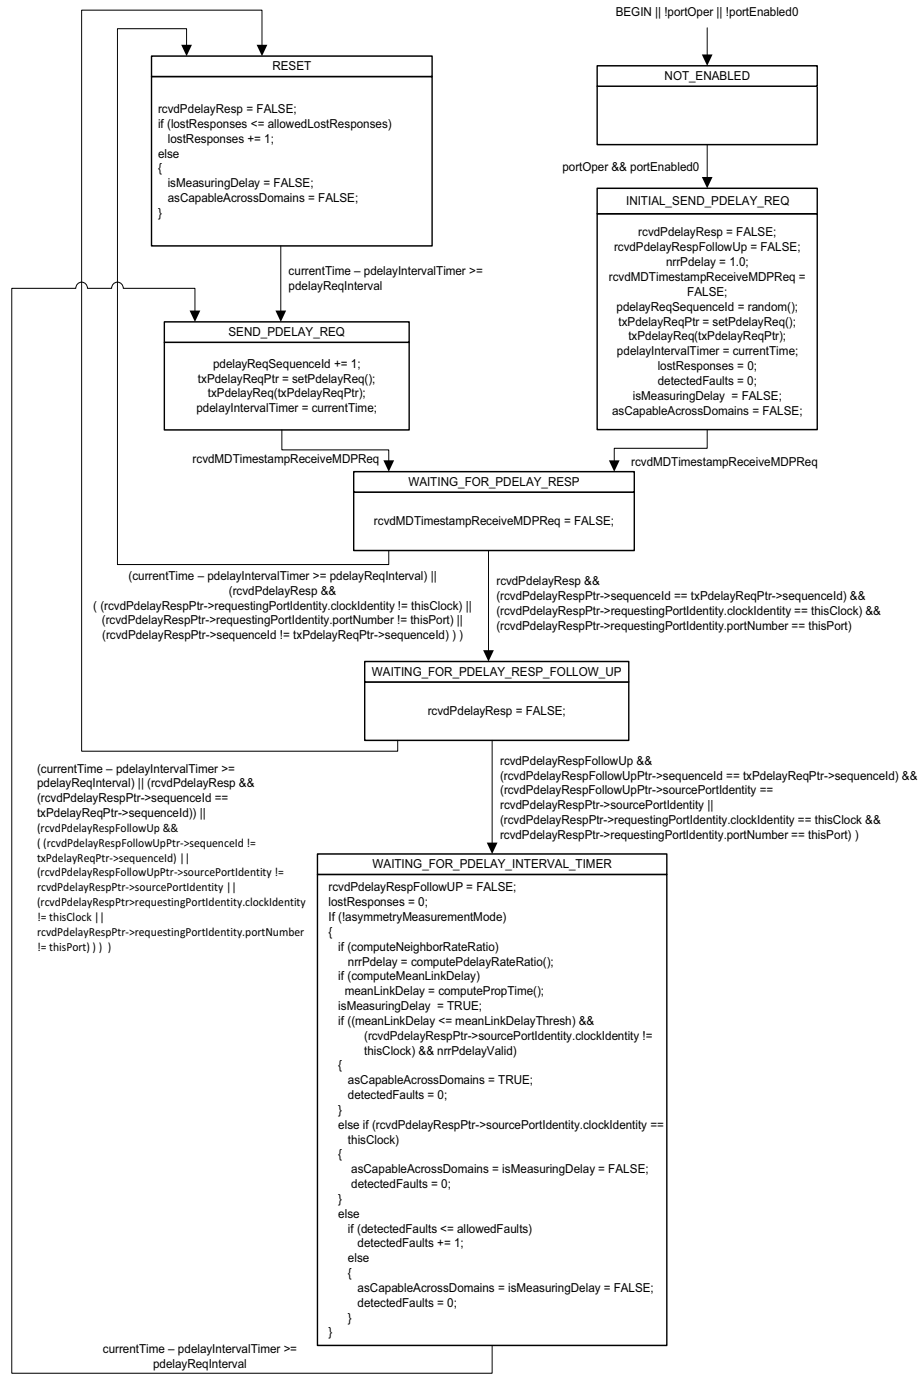 BEGIN || !portOper || !portEnabled0
RESET
rcvdPdelayResp = FALSE;
if (lostResponses <= allowedLostResponses)
lostResponses += 1;
else
{
isMeasuringDelay = FALSE;
asCapableAcrossDomains = FALSE;
}
NOT_ENABLED
portOper && portEnabled0
INITIAL_SEND_PDELAY_REQ
rcvdPdelayResp = FALSE;
rcvdPdelayRespFollowUp = FALSE;
nrrPdelay = 1.0;
rcvdMDTimestampReceiveMDPReq =
FALSE;
pdelayReqSequenceId = random();
txPdelayReqPtr = setPdelayReq();
txPdelayReq(txPdelayReqPtr);
pdelayIntervalTimer = currentTime;
lostResponses = 0;
detectedFaults = 0;
isMeasuringDelay  = FALSE;
asCapableAcrossDomains = FALSE;
currentTime – pdelayIntervalTimer >=
pdelayReqInterval
SEND_PDELAY_REQ
pdelayReqSequenceId += 1;
txPdelayReqPtr = setPdelayReq();
txPdelayReq(txPdelayReqPtr);
pdelayIntervalTimer = currentTime;
rcvdMDTimestampReceiveMDPReq
rcvdMDTimestampReceiveMDPReq
WAITING_FOR_PDELAY_RESP
rcvdMDTimestampReceiveMDPReq = FALSE;
(currentTime – pdelayIntervalTimer >= pdelayReqInterval) ||
(rcvdPdelayResp &&
( (rcvdPdelayRespPtr->requestingPortIdentity.clockIdentity != thisClock) ||
(rcvdPdelayRespPtr->requestingPortIdentity.portNumber != thisPort) ||
(rcvdPdelayRespPtr->sequenceId != txPdelayReqPtr->sequenceId) ) )
rcvdPdelayResp &&
(rcvdPdelayRespPtr->sequenceId == txPdelayReqPtr->sequenceId) &&
(rcvdPdelayRespPtr->requestingPortIdentity.clockIdentity == thisClock) &&
(rcvdPdelayRespPtr->requestingPortIdentity.portNumber == thisPort)
WAITING_FOR_PDELAY_RESP_FOLLOW_UP
rcvdPdelayResp = FALSE;
(currentTime – pdelayIntervalTimer >=
pdelayReqInterval) || (rcvdPdelayResp &&
(rcvdPdelayRespPtr->sequenceId ==
txPdelayReqPtr->sequenceId)) ||
(rcvdPdelayRespFollowUp &&
( (rcvdPdelayRespFollowUpPtr->sequenceId !=
txPdelayReqPtr->sequenceId) ||
(rcvdPdelayRespFollowUpPtr->sourcePortIdentity !=
rcvdPdelayRespPtr->sourcePortIdentity ||
(rcvdPdelayRespPtr>requestingPortIdentity.clockIdentity
!= thisClock ||
rcvdPdelayRespPtr->requestingPortIdentity.portNumber
!= thisPort) ) )  )
rcvdPdelayRespFollowUp &&
(rcvdPdelayRespFollowUpPtr->sequenceId == txPdelayReqPtr->sequenceId) &&
(rcvdPdelayRespFollowUpPtr->sourcePortIdentity ==
rcvdPdelayRespPtr->sourcePortIdentity ||
(rcvdPdelayRespPtr->requestingPortIdentity.clockIdentity == thisClock &&
rcvdPdelayRespPtr->requestingPortIdentity.portNumber == thisPort) )
WAITING_FOR_PDELAY_INTERVAL_TIMER
rcvdPdelayRespFollowUP = FALSE;
lostResponses = 0;
If (!asymmetryMeasurementMode)
{
if (computeNeighborRateRatio)
nrrPdelay = computePdelayRateRatio();
if (computeMeanLinkDelay)
meanLinkDelay = computePropTime();
isMeasuringDelay  = TRUE;
if ((meanLinkDelay <= meanLinkDelayThresh) &&
(rcvdPdelayRespPtr->sourcePortIdentity.clockIdentity !=
thisClock) && nrrPdelayValid)
{
asCapableAcrossDomains = TRUE;
detectedFaults = 0;
}
else if (rcvdPdelayRespPtr->sourcePortIdentity.clockIdentity ==
thisClock)
{
asCapableAcrossDomains = isMeasuringDelay = FALSE;
detectedFaults = 0;
}
else
if (detectedFaults <= allowedFaults)
detectedFaults += 1;
else
{
asCapableAcrossDomains = isMeasuringDelay = FALSE;
detectedFaults = 0;
}
}
currentTime – pdelayIntervalTimer >=
pdelayReqInterval